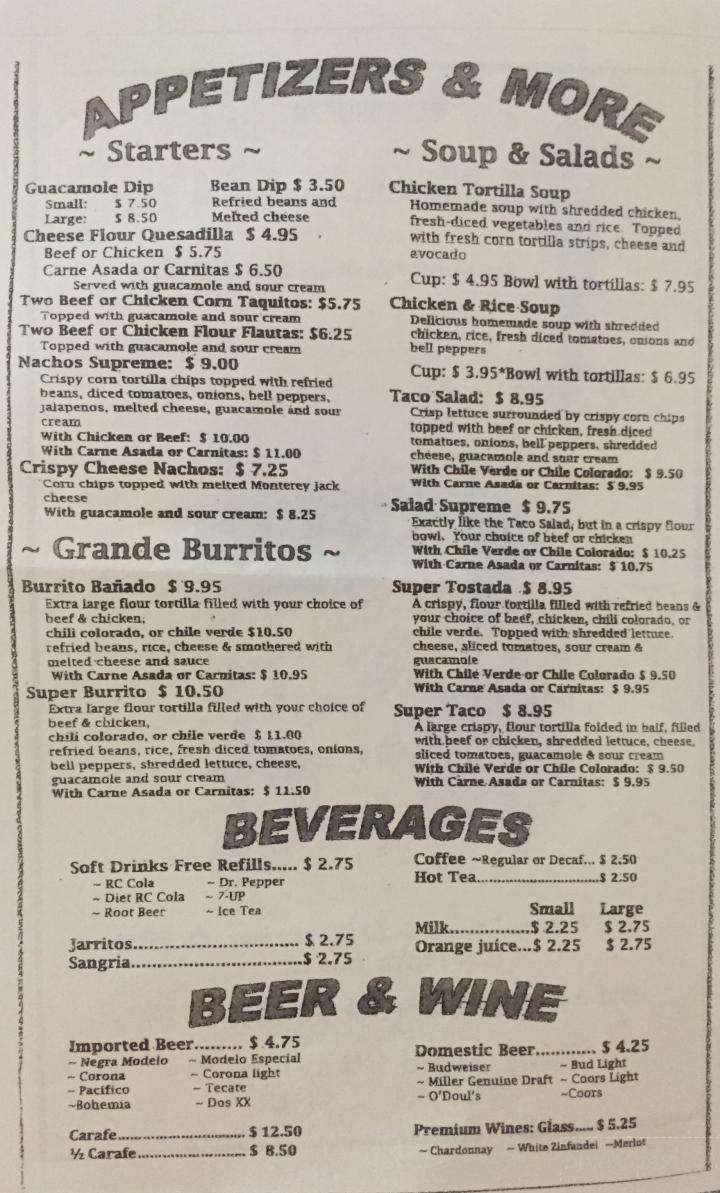 APPETIZERS & MORE
~ Starters ~
Guacamole Dip
Small: $ 7.50
Large: $ 8.50
Bean Dip $ 3.50
Refried beans and
Melted cheese
Cheese Flour Quesadilla $ 4.95
Beef or Chicken $ 5.75
Carne Asada or Carnitas $ 6.50
Served with guacamole and sour cream
Two Beef or Chicken Corn Taquitos: $5.75
Topped with guacamole and sour cream
Two Beef or Chicken Flour Flautas: $6.25
Topped with guacamole and sour cream
Nachos Supreme: $ 9.00
Crispy corn tortilla chips topped with refried
beans, diced tomatoes, onions, bell peppers,
jalapenos, melted cheese, guacamole and sour
cream
With Chicken or Beef: $ 10.00
With Carne Asada or Carnitas: $ 11.00
Crispy Cheese Nachos: $ 7.25
Corn chips topped with melted Monterey jack
cheese
With guacamole and sour cream: $ 8.25
~ Grande Burritos ~
Burrito Bañado $ 9.95
Extra large flour tortilla filled with your choice of
beef & chicken,
chili colorado, or chile verde $10.50
refried beans, rice, cheese & smothered with
melted cheese and sauce
With Carne Asada or Carnitas: $ 10.95
Super Burrito $ 10.50
Extra large flour tortilla filled with your choice of
beef & chicken,
chili colorado, or chile verde $ 11.00
refried beans, rice, fresh diced tomatoes, onions,
bell peppers, shredded lettuce, cheese,
guacamole and sour cream
With Carne Asada or Carnitas: $ 11.50
~ Soup & Salads ~
Chicken Tortilla Soup
Homemade soup with shredded chicken,
fresh-diced vegetables and rice. Topped
with fresh corn tortilla strips, cheese and
avocado
Cup: $ 4.95 Bowl with tortillas: $ 7.95
Chicken & Rice Soup
Delicious homemade soup with shredded
chicken, rice, fresh diced tomatoes, onions and
bell peppers
Cup: $ 3.95*Bowl with tortillas: $ 6.95
Taco Salad: $ 8.95
Crisp lettuce surrounded by crispy corn chips
topped with beef or chicken, fresh diced
tomatoes, onions, bell peppers, shredded
cheese, guacamole and sour cream
With Chile Verde or Chile Colorado: $ 9.50
With Carne Asada or Carnitas: $ 9.95
Salad Supreme $ 9.75
Exactly like the Taco Salad, but in a crispy flour
bowl. Your choice of beef or chicken
With Chile Verde or Chile Colorado: $ 10.25
With Carne Asada or Carnitas: $ 10.75
Super Tostada $ 8.95
A crispy, flour tortilla filled with refried beans &
your choice of beef, chicken, chili colorado, or
chile verde. Topped with shredded lettuce,
cheese, sliced tomatoes, sour cream &
guacamole
With Chile Verde or Chile Colorado $ 9.50
With Carne Asada or Carnitas: $ 9.95
Super Taco $ 8.95
A large crispy, flour tortilla folded in half, filled
with beef or chicken, shredded lettuce, cheese,
sliced tomatoes, guacamole & sour cream
With Chile Verde or Chile Colorado: $ 9.50
With Carne Asada or Carnitas: $ 9.95
BEVERAGES
Soft Drinks Free Refills..... $ 2.75
~ RC Cola ~ Dr. Pepper
~ Diet RC Cola ~ 7-UP
~ Root Beer ~ Ice Tea
Jarritos................................ $ 2.75
Sangria.................................$ 2.75
Coffee ~Regular or Decaf... $ 2.50
Hot Tea..............................$ 2.50
Small Large
Milk.................$ 2.25 $ 2.75
Orange juice...$ 2.25 $ 2.75
BEER & WINE
Imported Beer......... $ 4.75
~ Negra Modelo ~ Modelo Especial
~ Corona ~ Corona light
~ Pacifico ~ Tecate
~Bohemia ~ Dos XX
Carafe........................... $ 12.50
½ Carafe....................... $ 8.50
Domestic Beer............ $ 4.25
~ Budweiser ~ Bud Light
~ Miller Genuine Draft ~ Coors Light
~ O'Doul's ~Coors
Premium Wines: Glass..... $ 5.25
~ Chardonnay ~ White Zinfandel ~Merlot